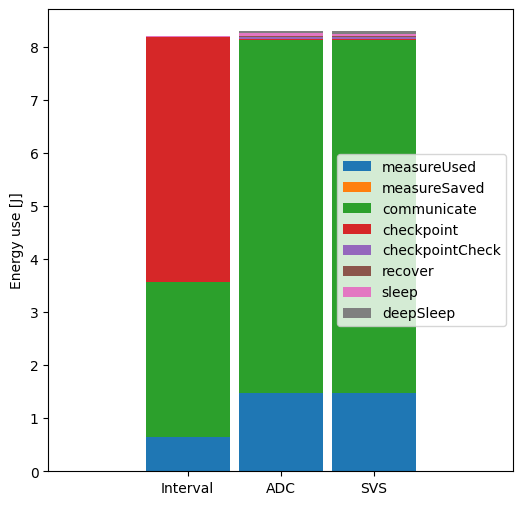 8
7
6
5
4
3
2
1
0
Energy use [J]
measureUsed
measureSaved
communicate
checkpoint
checkpointCheck
recover
sleep
deepSleep
Interval ADC SVS